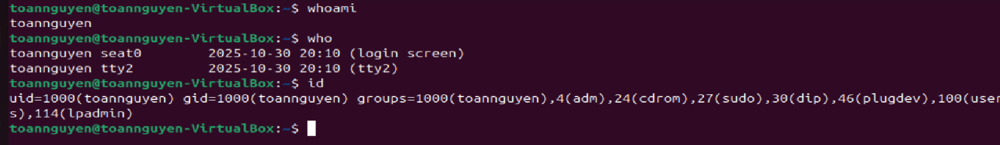 toannguyen@toannguyen-VirtualBox:~$ whoami
toannguyen
toannguyen@toannguyen-VirtualBox:~$ who
toannguyen seat0        2025-10-30 20:10 (login screen)
toannguyen tty2         2025-10-30 20:10 (tty2)
toannguyen@toannguyen-VirtualBox:~$ id
uid=1000(toannguyen) gid=1000(toannguyen) groups=1000(toannguyen),4(adm),24(cdrom),27(sudo),30(dip),46(plugdev),100(user
s),114(lpadmin)
toannguyen@toannguyen-VirtualBox:~$